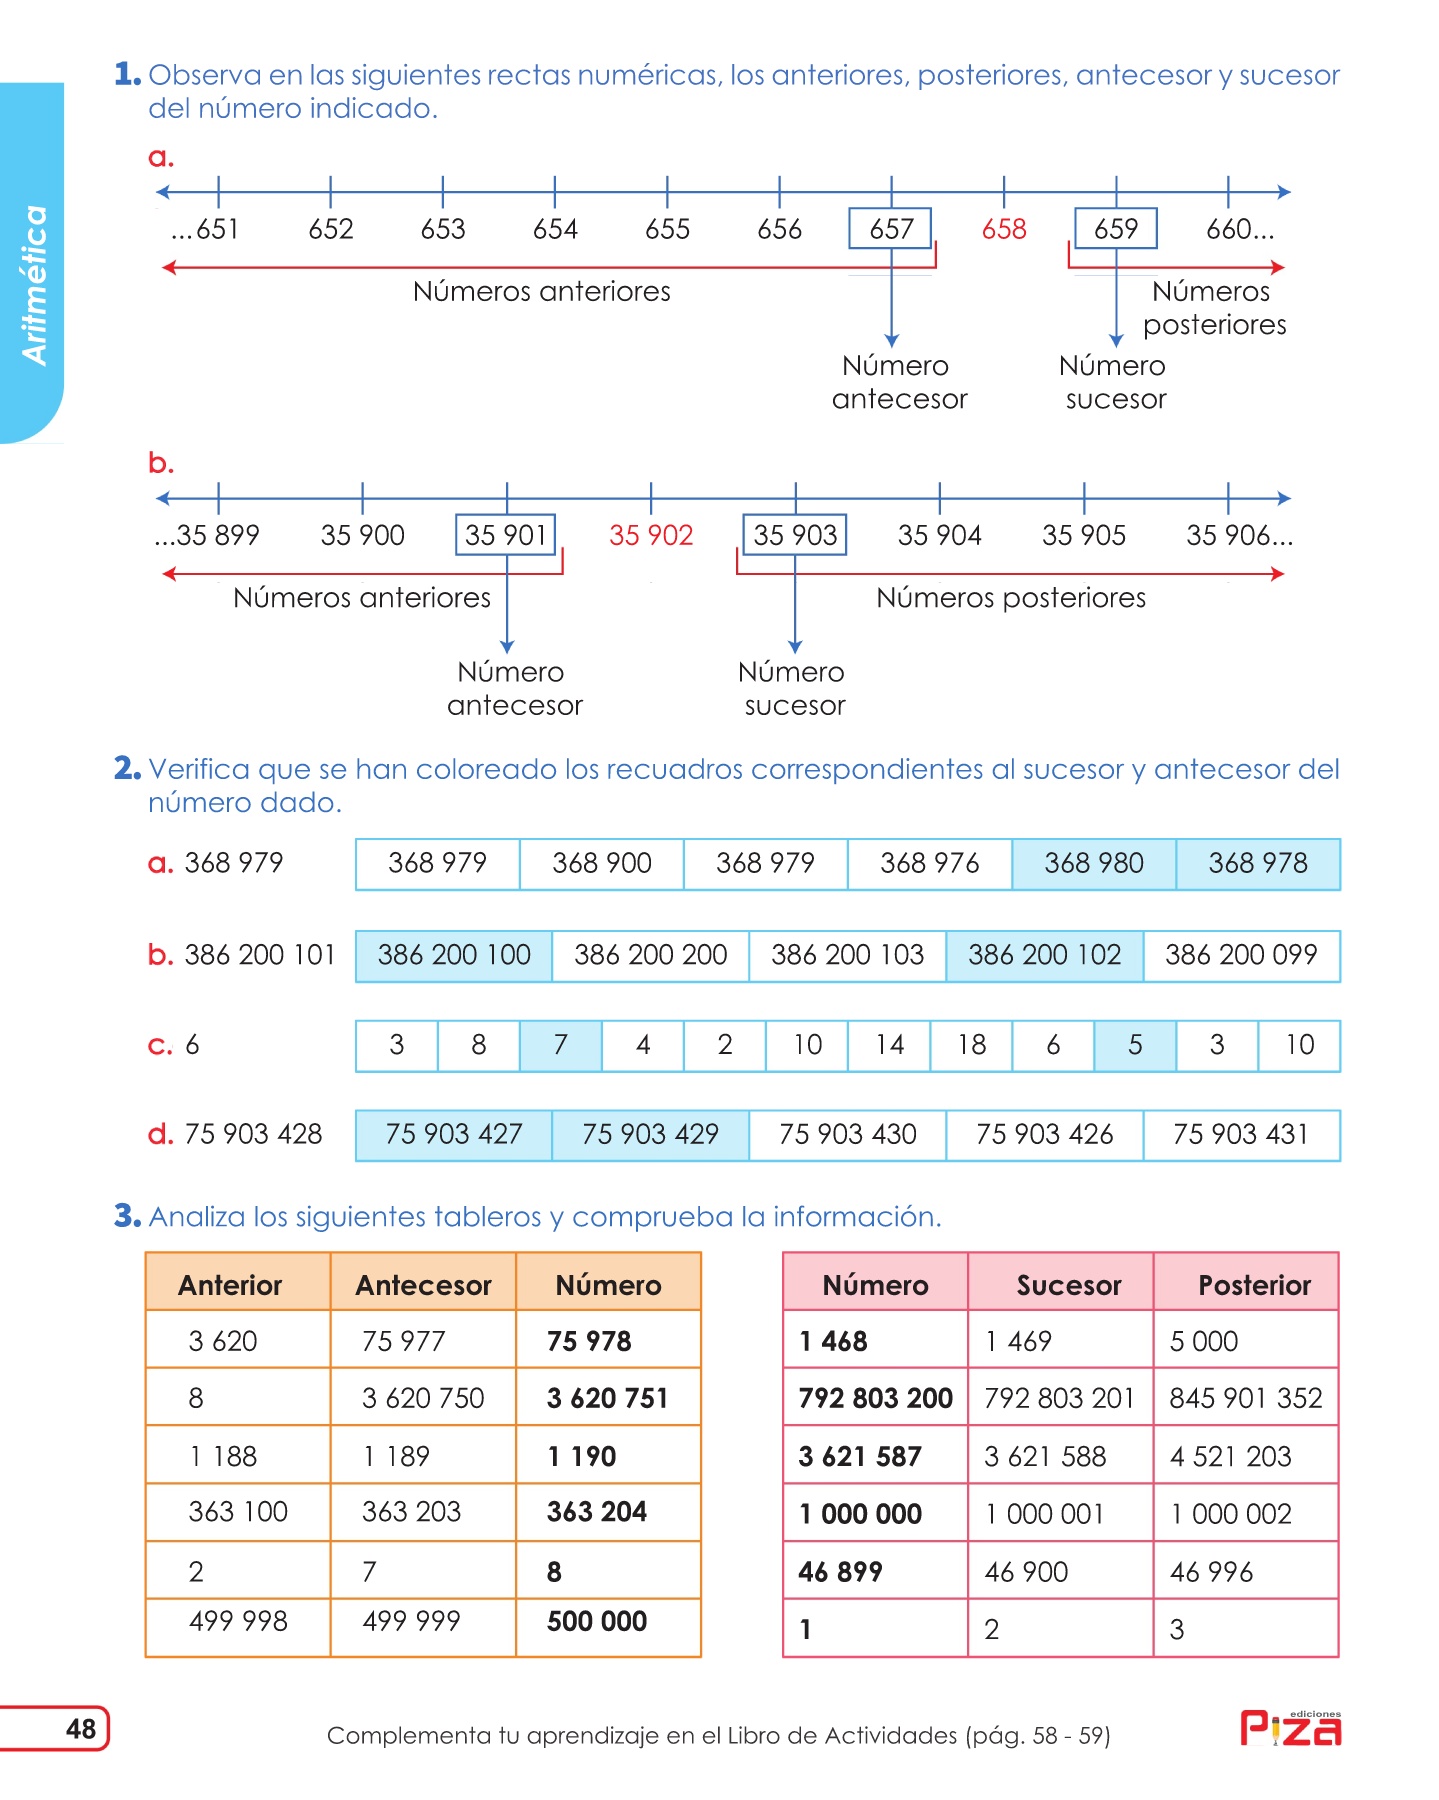 Aritmética
1. Observa en las siguientes rectas numéricas, los anteriores, posteriores, antecesor y sucesor
del número indicado.
a.
...651 652 653 654 655 656 657 658 659 660...
Números anteriores
Números
posteriores
Número
antecesor
Número
sucesor
b.
...35 899 35 900 35 901 35 902 35 903 35 904 35 905 35 906...
Números anteriores
Números posteriores
Número
antecesor
Número
sucesor
2. Verifica que se han coloreado los recuadros correspondientes al sucesor y antecesor del
número dado.
a. 368 979 368 979 368 900 368 979 368 976 368 980 368 978
b. 386 200 101 386 200 100 386 200 200 386 200 103 386 200 102 386 200 099
c. 6 3 8 7 4 2 10 14 18 6 5 3 10
d. 75 903 428 75 903 427 75 903 429 75 903 430 75 903 426 75 903 431
3. Analiza los siguientes tableros y comprueba la información.
Anterior Antecesor Número
3 620 75 977 75 978
8 3 620 750 3 620 751
1 188 1 189 1 190
363 100 363 203 363 204
2 7 8
499 998 499 999 500 000
Número Sucesor Posterior
1 468 1 469 5 000
792 803 200 792 803 201 845 901 352
3 621 587 3 621 588 4 521 203
1 000 000 1 000 001 1 000 002
46 899 46 900 46 996
1 2 3
48
Complementa tu aprendizaje en el Libro de Actividades (pág. 58 - 59)
ediciones
Piza